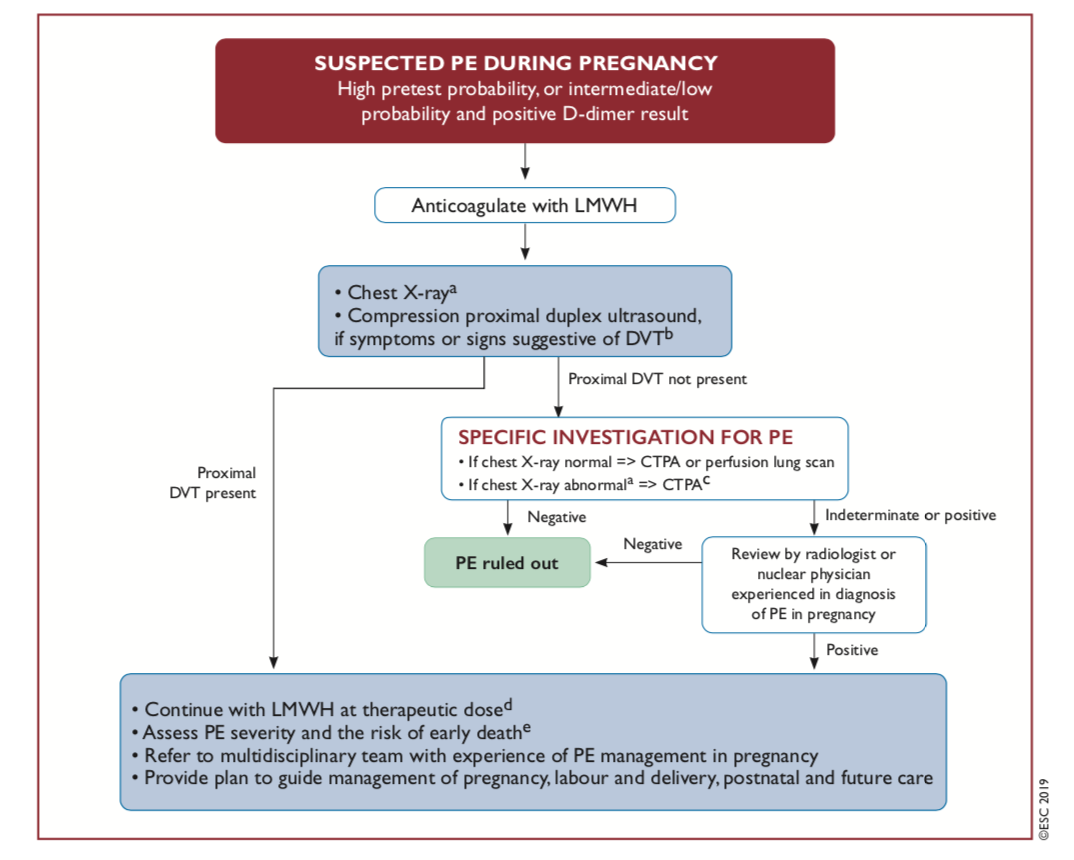 SUSPECTED PE DURING PREGNANCY
High pretest probability, or intermediate/low
probability and positive D-dimer result
Anticoagulate with LMWH
• Chest X-rayᵃ
• Compression proximal duplex ultrasound,
if symptoms or signs suggestive of DVTᵇ
Proximal DVT not present
Proximal
DVT present
SPECIFIC INVESTIGATION FOR PE
• If chest X-ray normal => CTPA or perfusion lung scan
• If chest X-ray abnormalᵃ => CTPAᶜ
Negative
Indeterminate or positive
PE ruled out
Negative
Review by radiologist or
nuclear physician
experienced in diagnosis
of PE in pregnancy
Positive
• Continue with LMWH at therapeutic doseᵈ
• Assess PE severity and the risk of early deathᵉ
• Refer to multidisciplinary team with experience of PE management in pregnancy
• Provide plan to guide management of pregnancy, labour and delivery, postnatal and future care
©ESC 2019